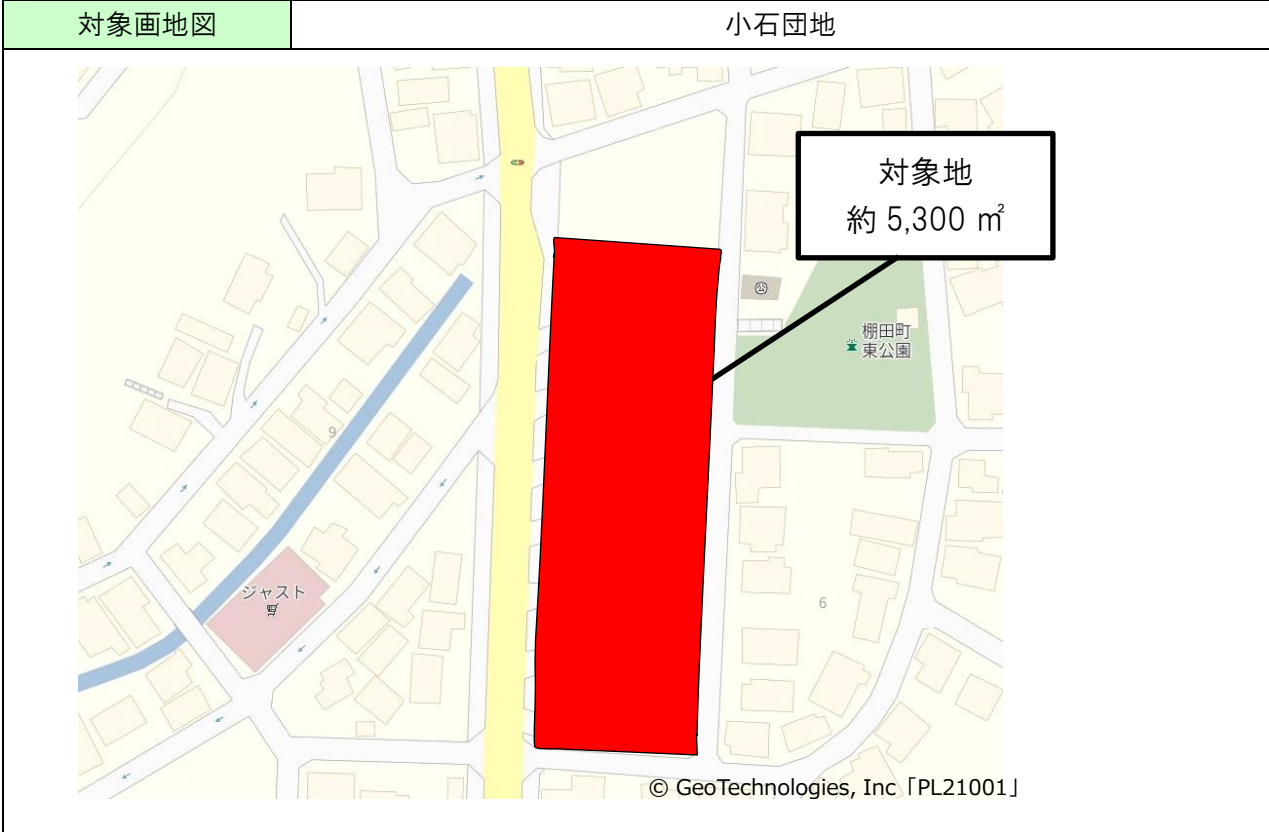 対象画地図
小石団地
対象地
約 5,300 ㎡
公
棚田町
東公園
9
ジャスト
6
© GeoTechnologies, Inc「PL21001」